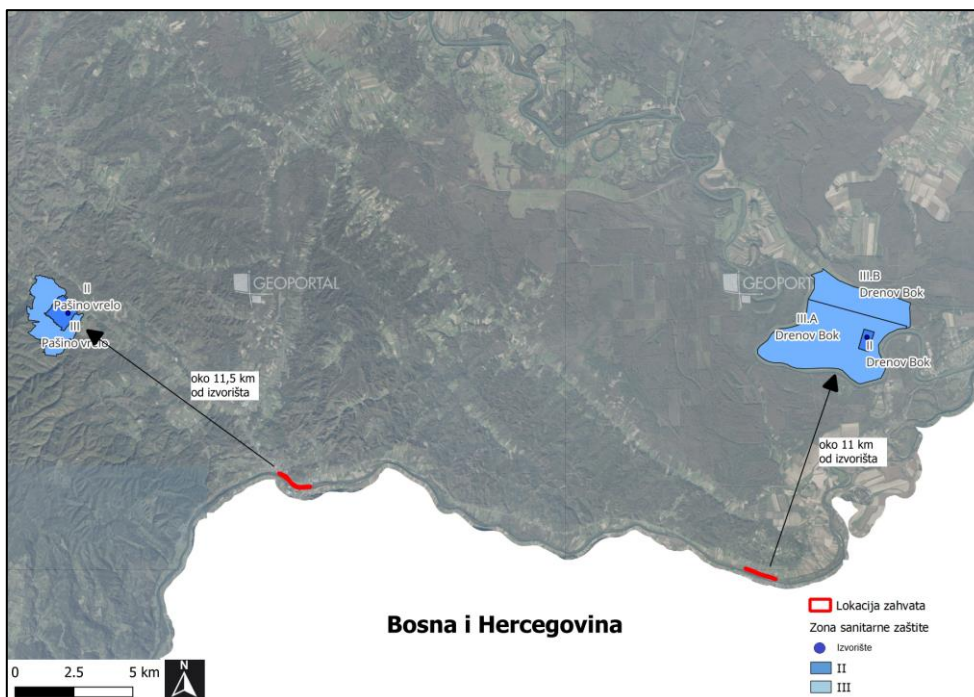 GEOPORTAL
GEOPORTAL
II
Pašino vrelo
III
Pašino vrelo
III.B
Drenov Bok
III.A
Drenov Bok
II
Drenov Bok
oko 11,5 km
od izvorišta
oko 11 km
od izvorišta
Bosna i Hercegovina
Lokacija zahvata
Zona sanitarne zaštite
Izvorište
II
III
0 2.5 5 km
N